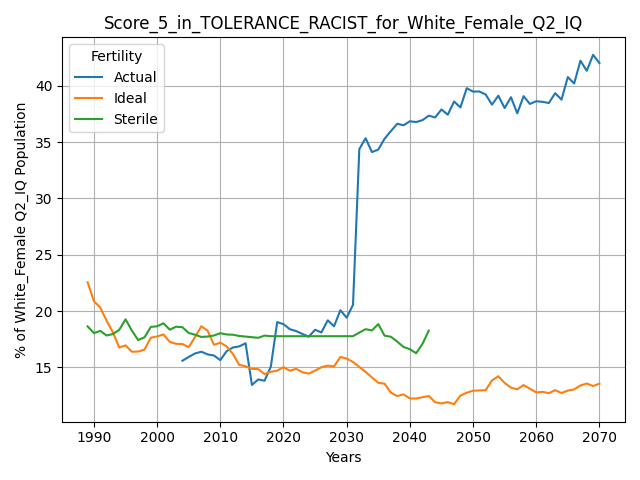 Score_5_in_TOLERANCE_RACIST_for_White_Female_Q2_IQ
Fertility
Actual
Ideal
Sterile
% of White_Female Q2_IQ Population
40
35
30
25
20
15
1990 2000 2010 2020 2030 2040 2050 2060 2070
Years